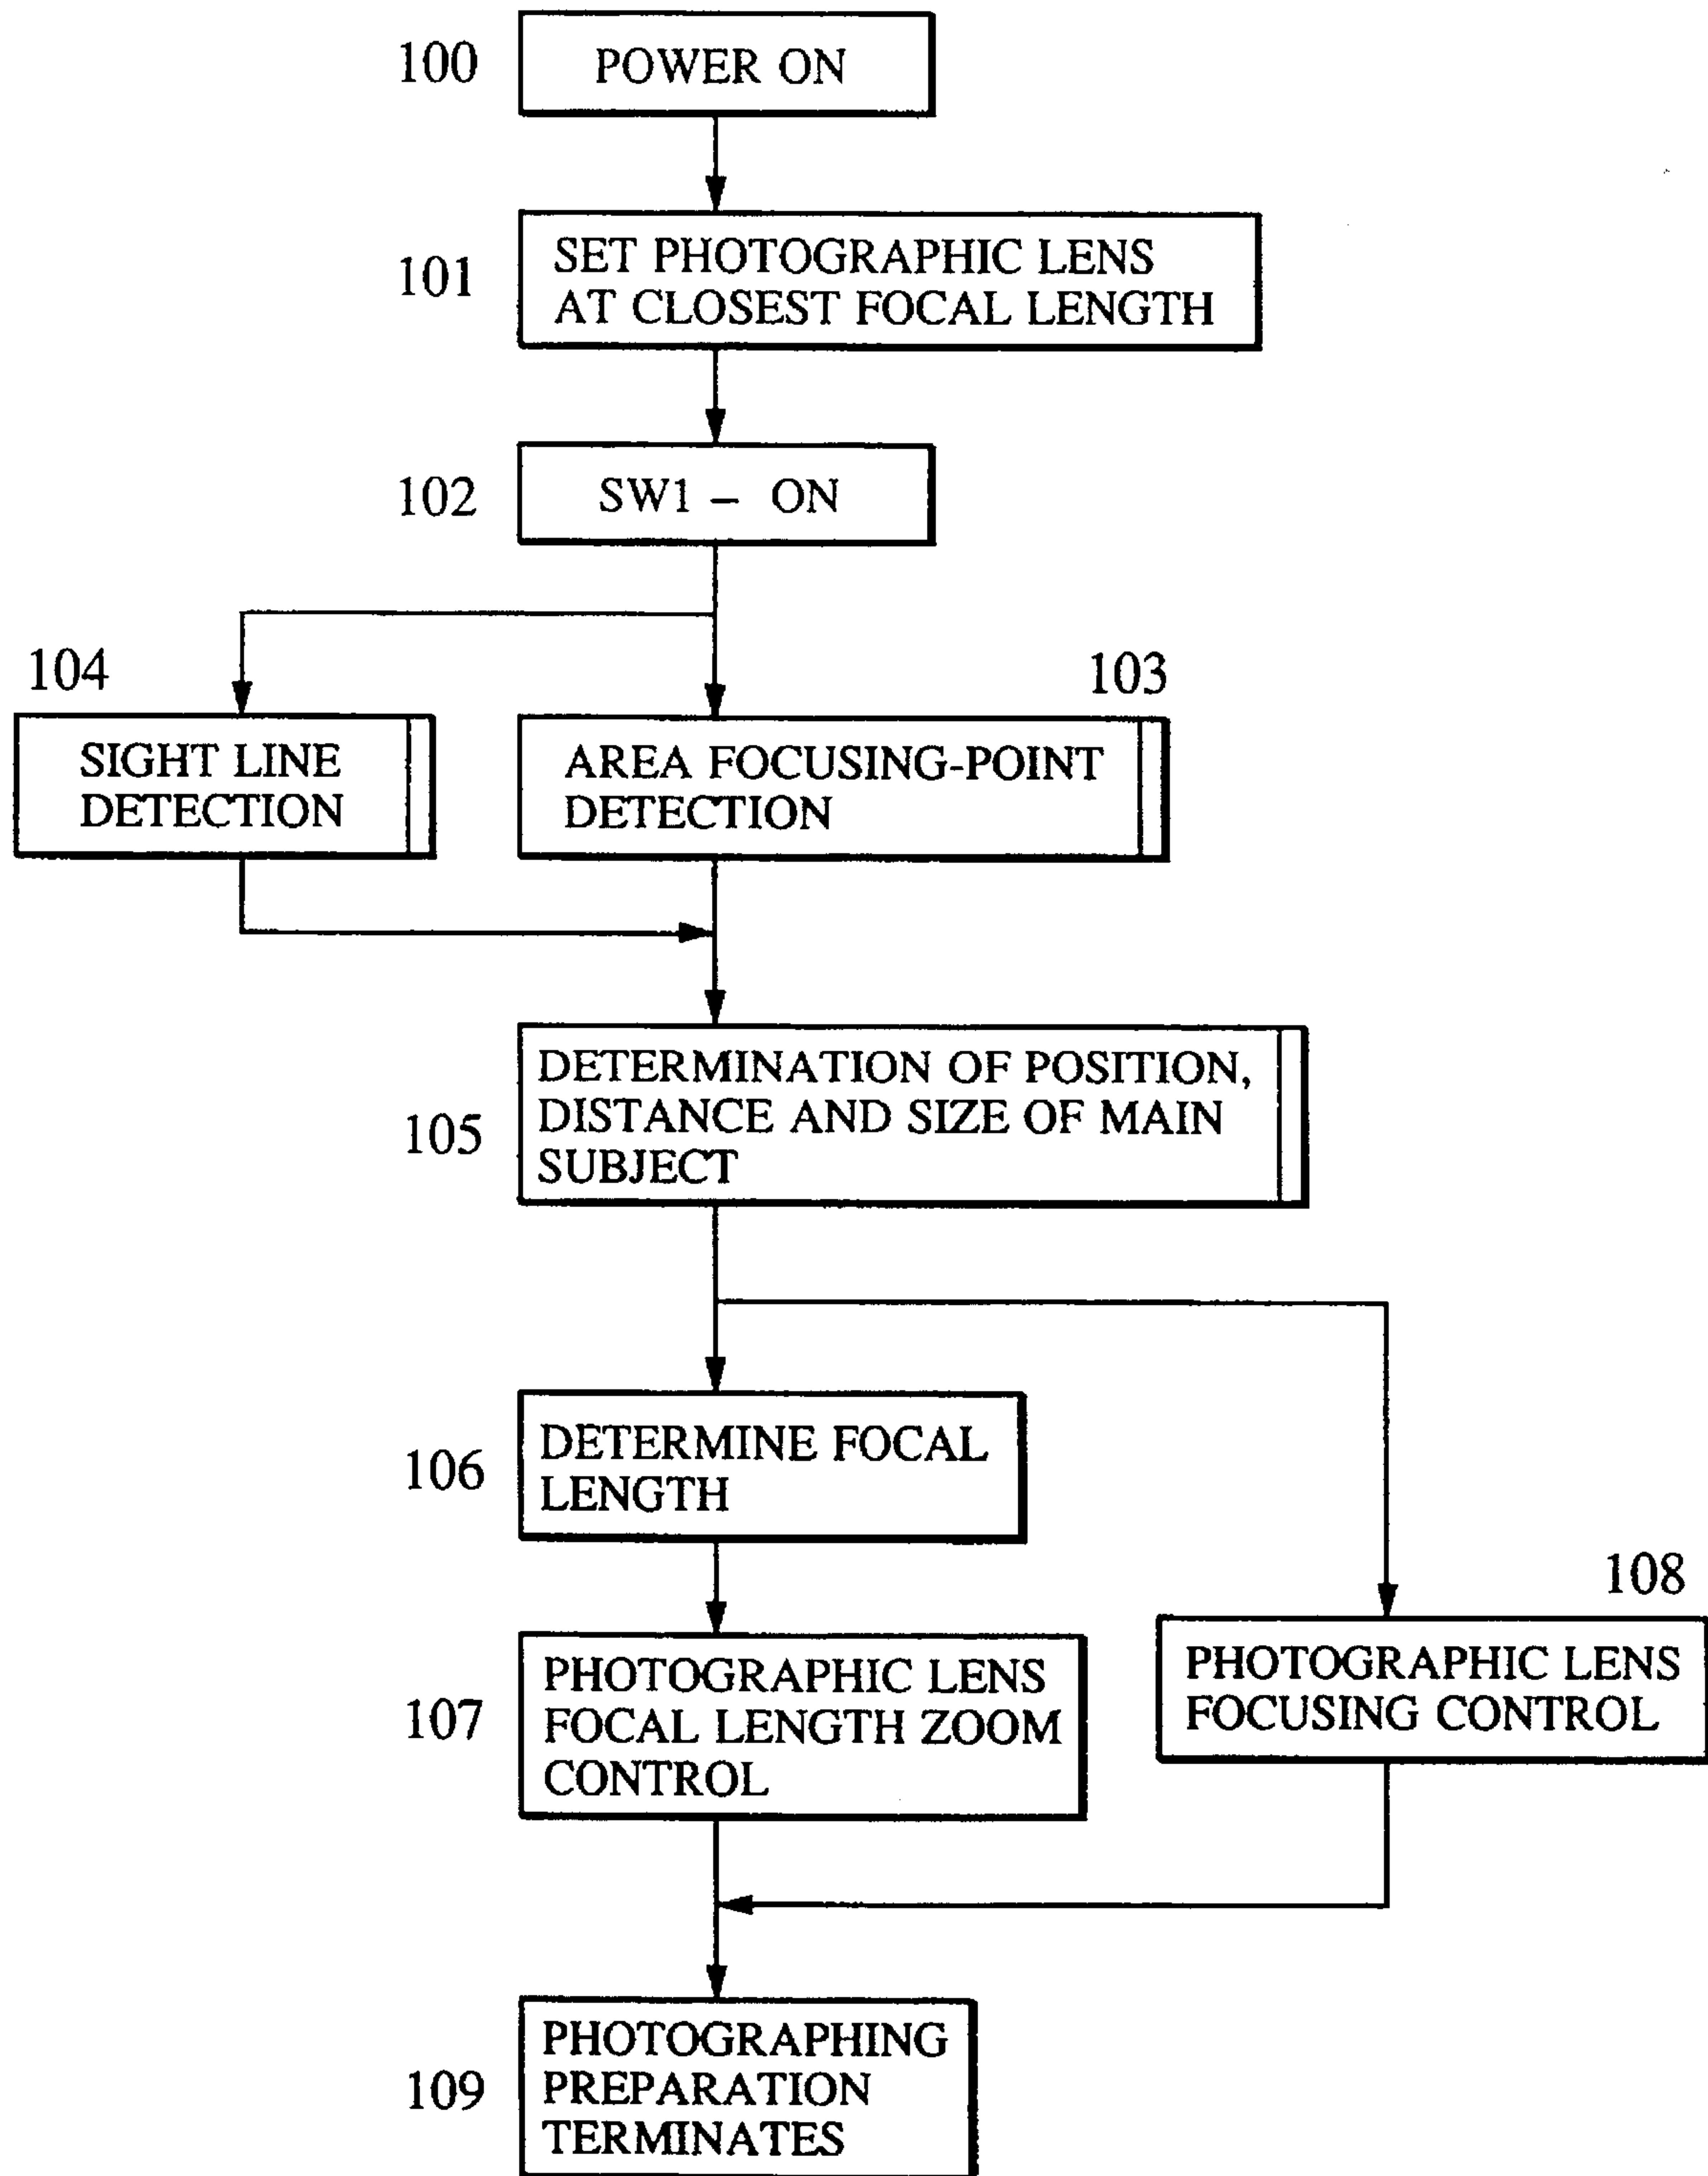 100
POWER ON
101
SET PHOTOGRAPHIC LENS
AT CLOSEST FOCAL LENGTH
102
SW1 – ON
104
103
SIGHT LINE
DETECTION
AREA FOCUSING-POINT
DETECTION
105
DETERMINATION OF POSITION,
DISTANCE AND SIZE OF MAIN
SUBJECT
106
DETERMINE FOCAL
LENGTH
108
107
PHOTOGRAPHIC LENS
FOCAL LENGTH ZOOM
CONTROL
PHOTOGRAPHIC LENS
FOCUSING CONTROL
109
PHOTOGRAPHING
PREPARATION
TERMINATES